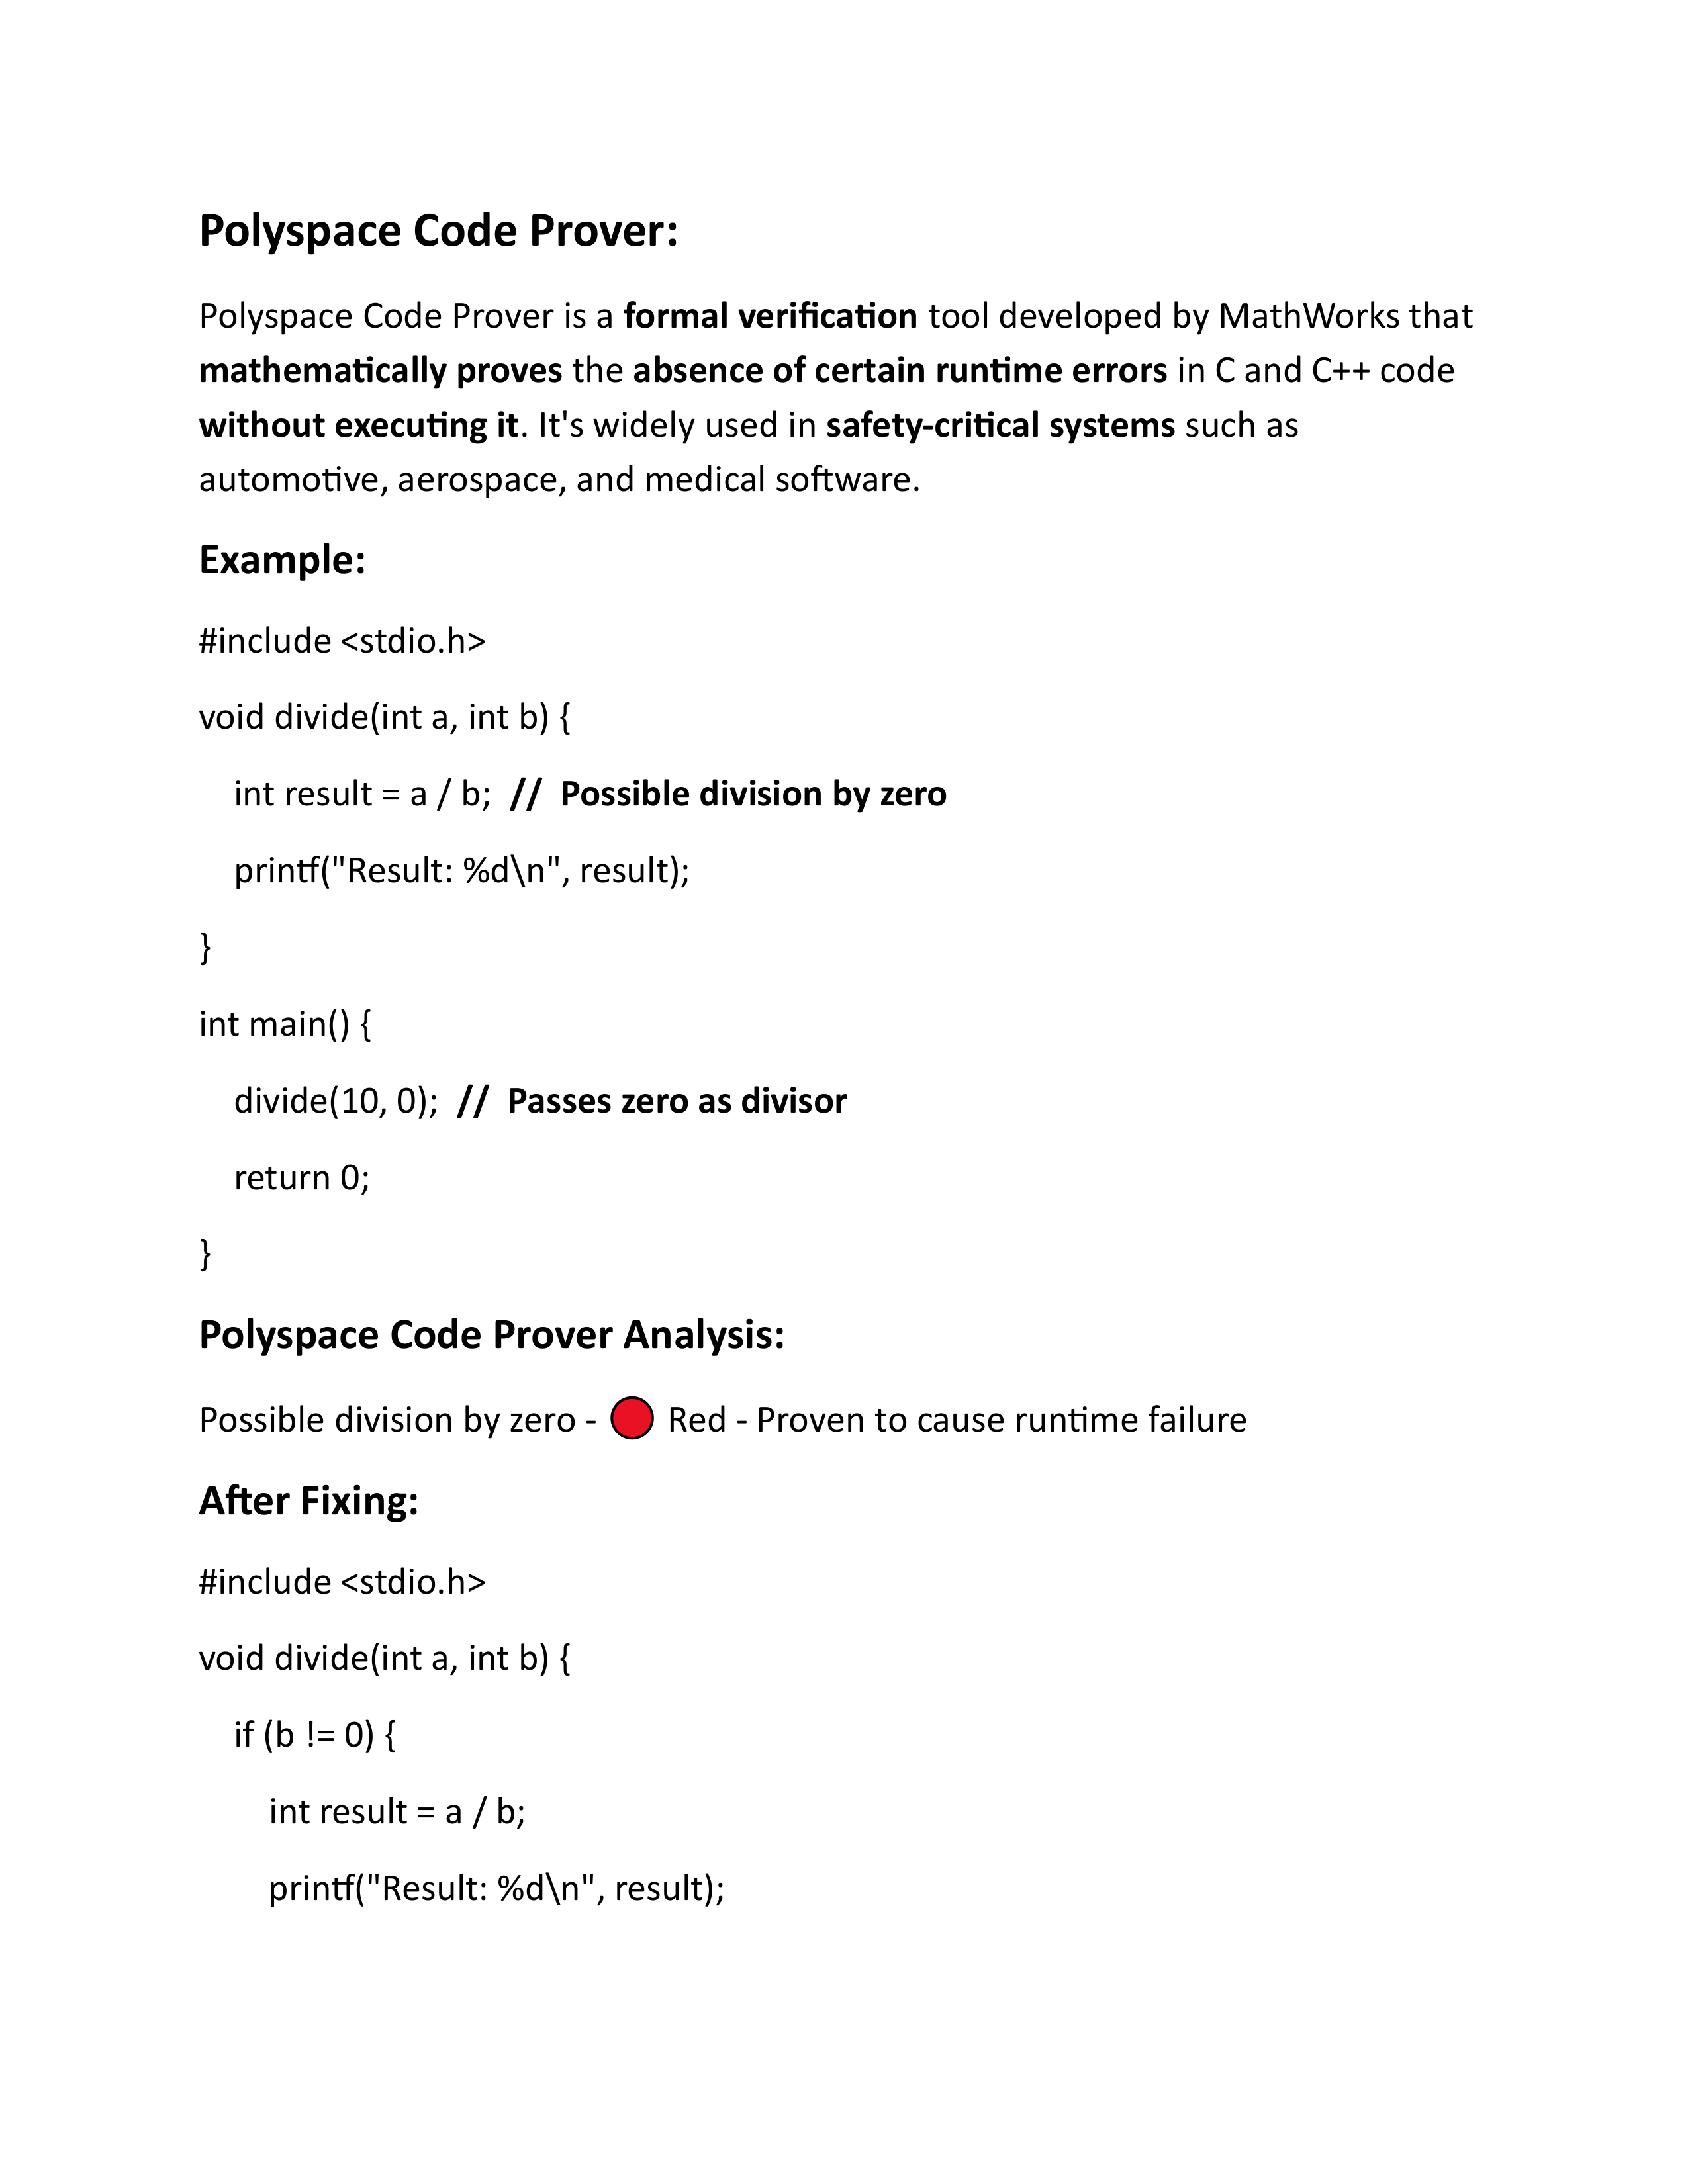 Polyspace Code Prover:
Polyspace Code Prover is a formal verification tool developed by MathWorks that
mathematically proves the absence of certain runtime errors in C and C++ code
without executing it. It's widely used in safety-critical systems such as
automotive, aerospace, and medical software.
Example:
#include <stdio.h>
void divide(int a, int b) {
int result = a / b;  //  Possible division by zero
printf("Result: %d\n", result);
}
int main() {
divide(10, 0);  //  Passes zero as divisor
return 0;
}
Polyspace Code Prover Analysis:
Possible division by zero - 🔴 Red - Proven to cause runtime failure
After Fixing:
#include <stdio.h>
void divide(int a, int b) {
if (b != 0) {
int result = a / b;
printf("Result: %d\n", result);